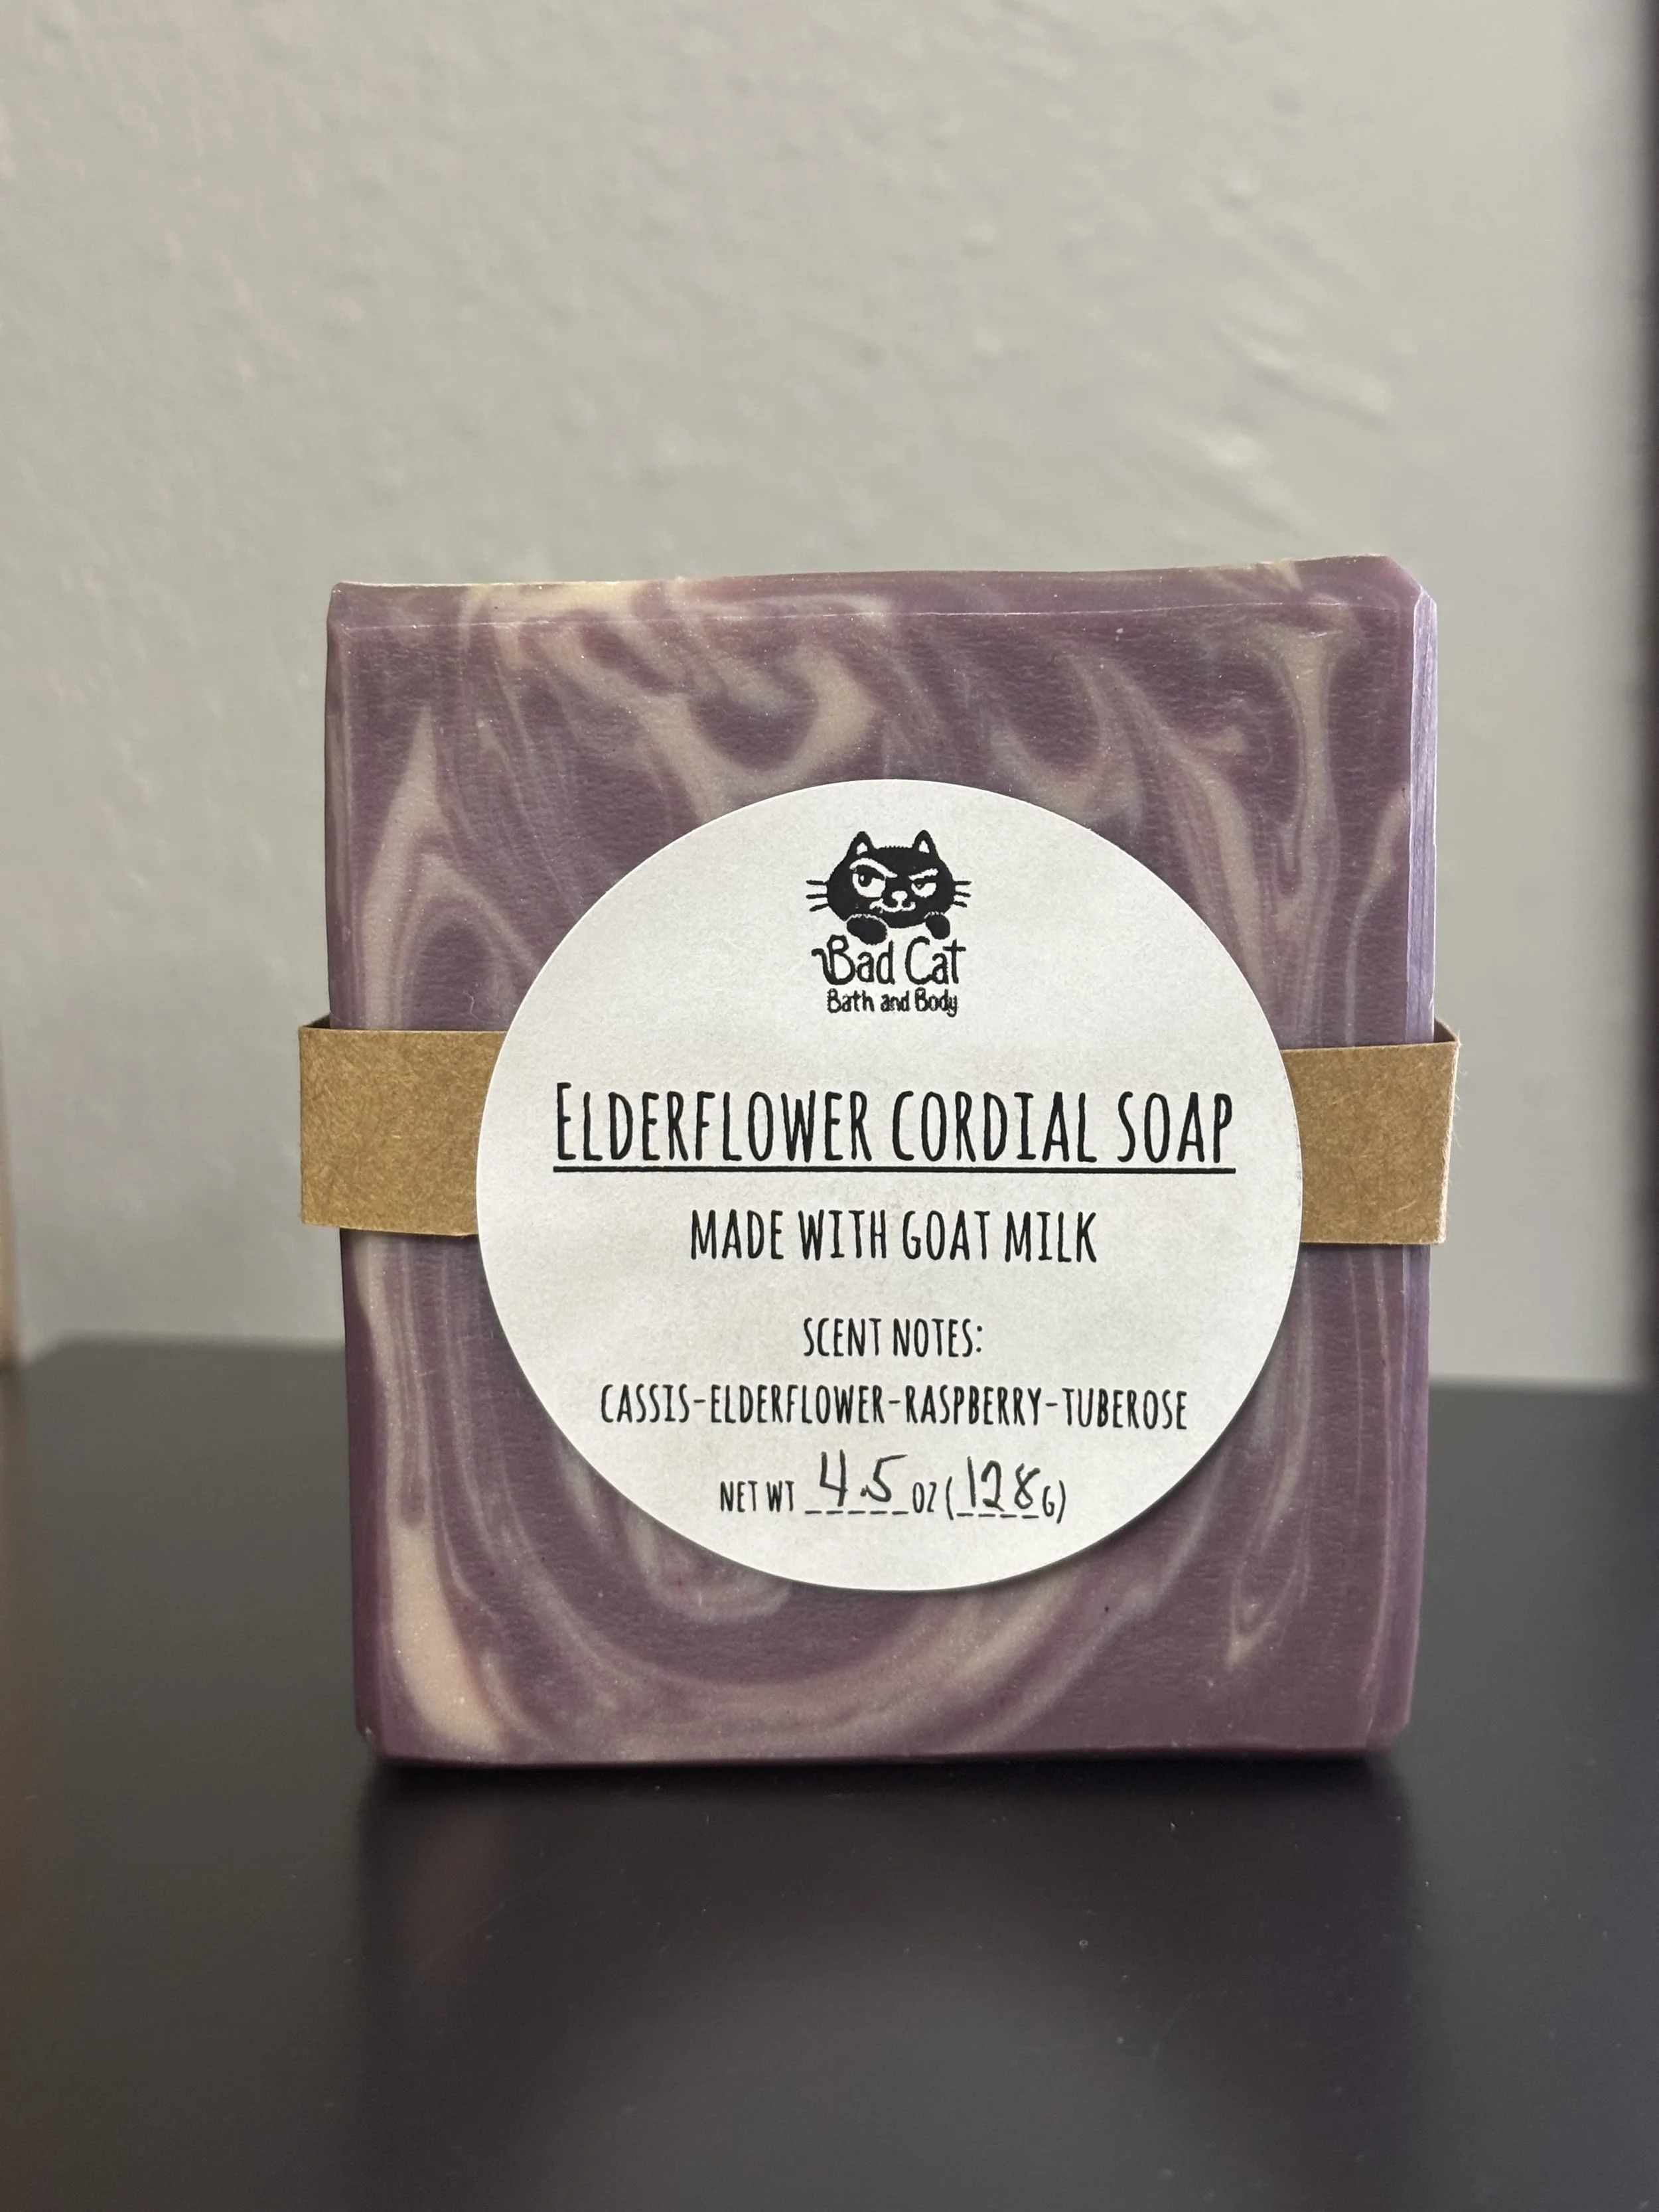 Bad Cat
Bath and Body
ELDERFLOWER CORDIAL SOAP
MADE WITH GOAT MILK
SCENT NOTES:
CASSIS-ELDERFLOWER-RASPBERRY-TUBEROSE
NET WT 4.5 OZ (128G)